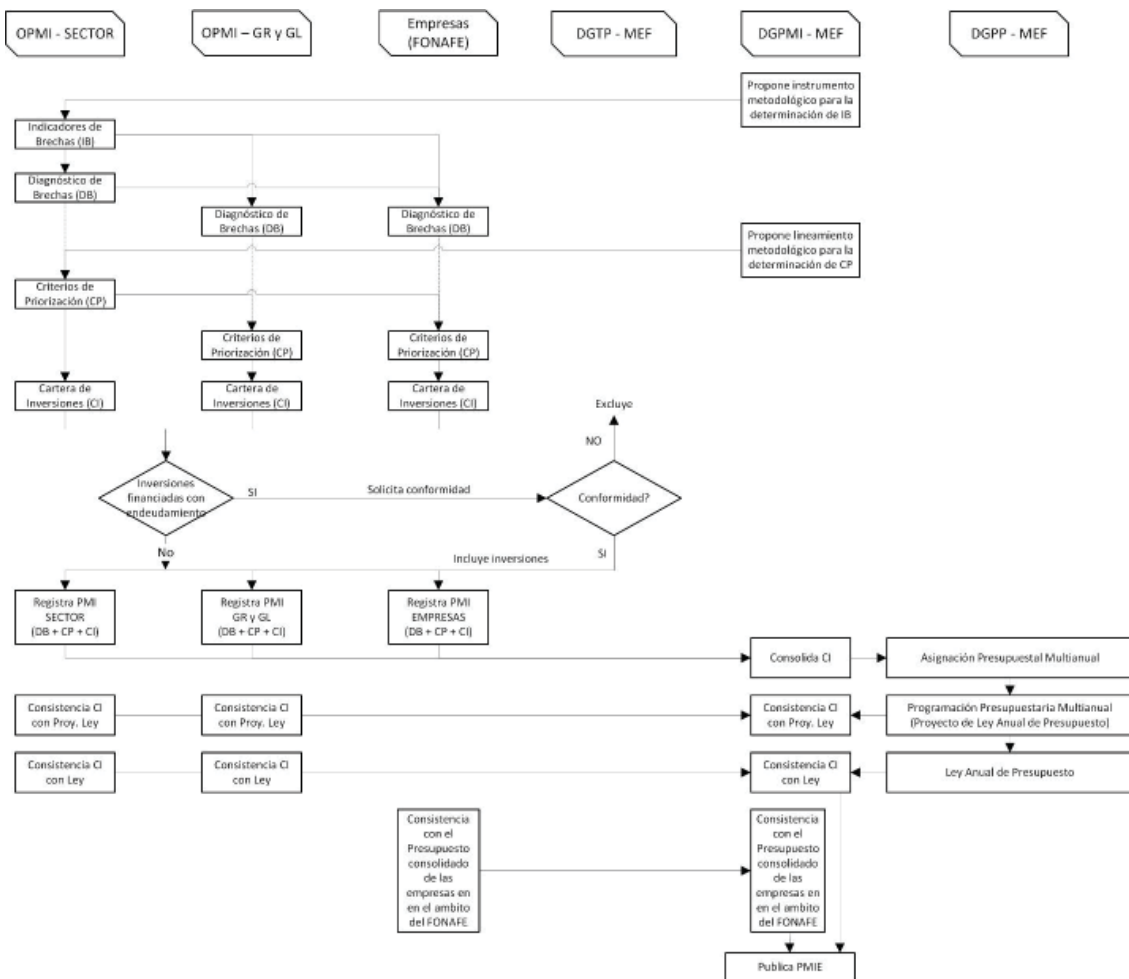 OPMI - SECTOR
OPMI – GR y GL
Empresas
(FONAFE)
DGTP - MEF
DGPMI - MEF
DGPP - MEF
Propone instrumento
metodológico para la
determinación de IB
Indicadores de
Brechas (IB)
Diagnóstico de
Brechas (DB)
Diagnóstico de
Brechas (DB)
Diagnóstico de
Brechas (DB)
Propone lineamiento
metodológico para la
determinación de CP
Criterios de
Priorización (CP)
Criterios de
Priorización (CP)
Criterios de
Priorización (CP)
Cartera de
Inversiones (CI)
Cartera de
Inversiones (CI)
Cartera de
Inversiones (CI)
Excluye
NO
Inversiones
financiadas con
endeudamiento
SI
Solicita conformidad
Conformidad?
No
Incluye inversiones
SI
Registra PMI
SECTOR
(DB + CP + CI)
Registra PMI
GR y GL
(DB + CP + CI)
Registra PMI
EMPRESAS
(DB + CP + CI)
Consolida CI
Asignación Presupuestal Multianual
Consistencia CI
con Proy. Ley
Consistencia CI
con Proy. Ley
Consistencia CI
con Proy. Ley
Programación Presupuestaria Multianual
(Proyecto de Ley Anual de Presupuesto)
Consistencia CI
con Ley
Consistencia CI
con Ley
Consistencia CI
con Ley
Ley Anual de Presupuesto
Consistencia
con el
Presupuesto
consolidado
de las
empresas en
en el ambito
del FONAFE
Consistencia
con el
Presupuesto
consolidado
de las
empresas en
en el ambito
del FONAFE
Publica PMIE